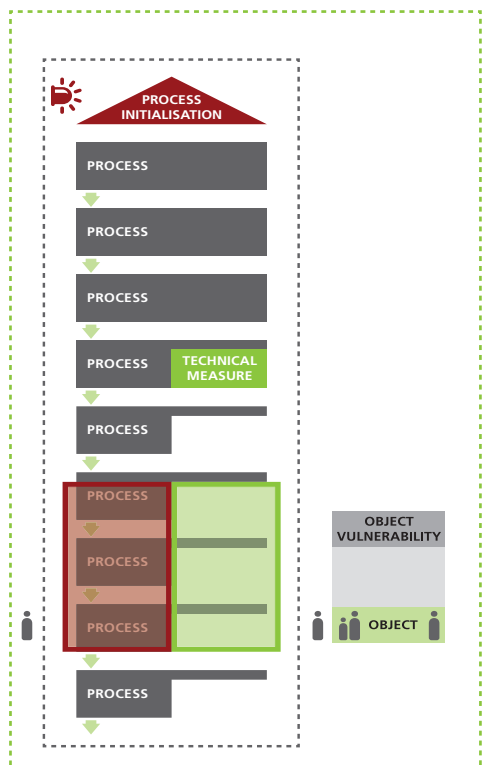 PROCESS
INITIALISATION
PROCESS
PROCESS
PROCESS
PROCESS
TECHNICAL
MEASURE
PROCESS
PROCESS
PROCESS
PROCESS
PROCESS
OBJECT
VULNERABILITY
OBJECT